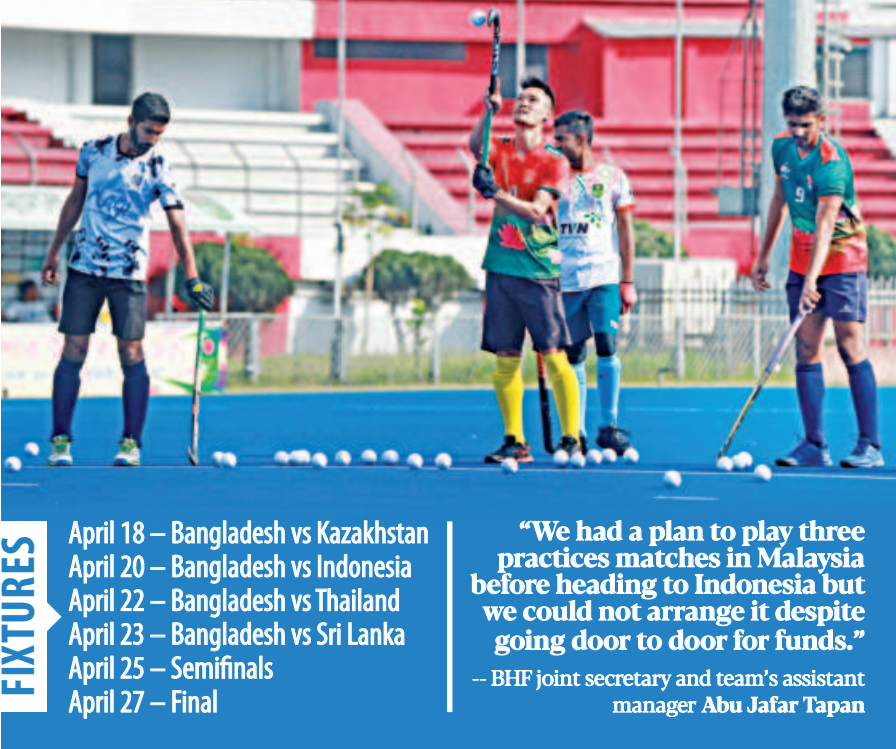 TVN
9
FIXTURES
April 18 – Bangladesh vs Kazakhstan
April 20 – Bangladesh vs Indonesia
April 22 – Bangladesh vs Thailand
April 23 – Bangladesh vs Sri Lanka
April 25 – Semifinals
April 27 – Final
“We had a plan to play three
practices matches in Malaysia
before heading to Indonesia but
we could not arrange it despite
going door to door for funds.”
-- BHF joint secretary and team’s assistant
manager Abu Jafar Tapan